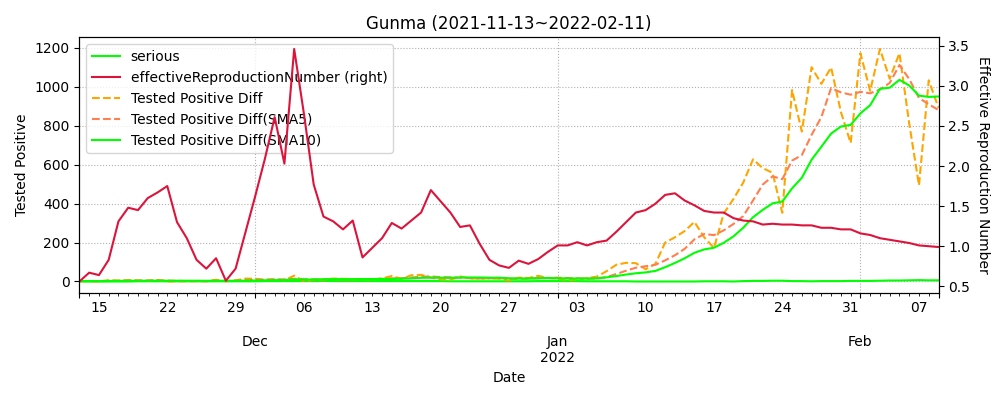 Gunma (2021-11-13~2022-02-11)
serious
effectiveReproductionNumber (right)
Tested Positive Diff
Tested Positive Diff(SMA5)
Tested Positive Diff(SMA10)
Tested Positive
1200
1000
800
600
400
200
0
3.5
3.0
2.5
2.0
1.5
1.0
0.5
Effective Reproduction Number
15 22 29 06 13 20 27 03 10 17 24 31 07
Dec Jan Feb
2022
Date